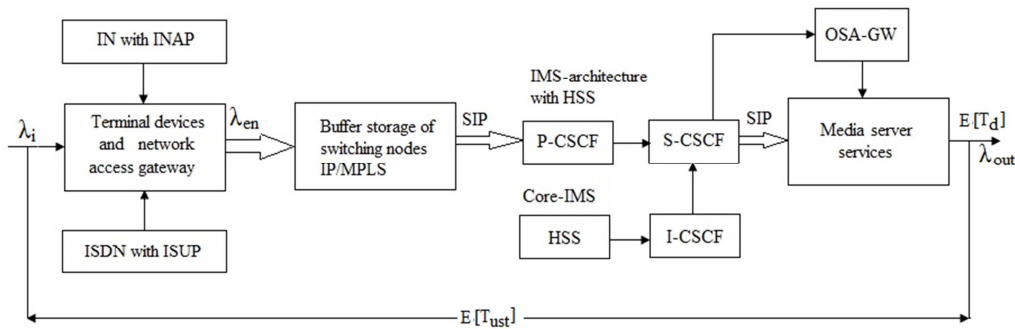 IN with INAP
OSA-GW
IMS-architecture
with HSS
λi
Terminal devices
and network
access gateway
λen
Buffer storage of
switching nodes
IP/MPLS
SIP
P-CSCF
S-CSCF
SIP
Media server
services
E[Td]
λout
Core-IMS
ISDN with ISUP
HSS
I-CSCF
E[Tust]